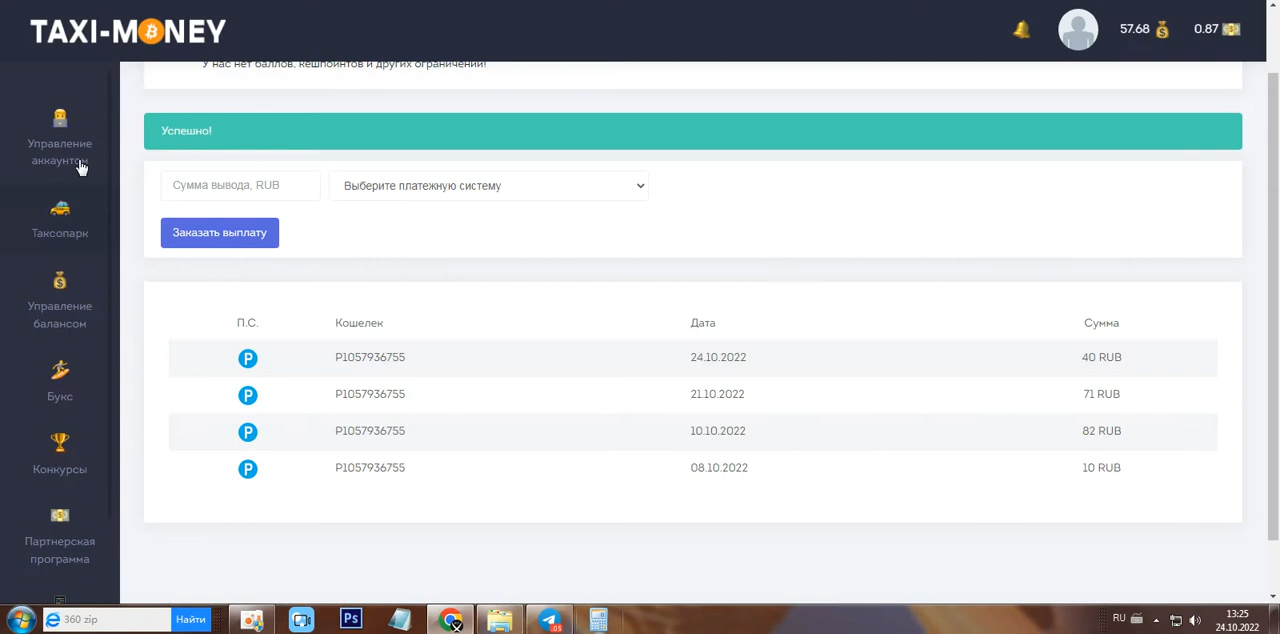 TAXI-MONEY
57.68
0.87
У нас нет баллов, кешпоинтов и других ограничений!
Управление
аккаунтом
Таксопарк
Управление
балансом
Букс
Конкурсы
Партнерская
программа
Успешно!
Сумма вывода, RUB
Выберите платежную систему
Заказать выплату
П.С. Кошелек Дата Сумма
P P1057936755 24.10.2022 40 RUB
P P1057936755 21.10.2022 71 RUB
P P1057936755 10.10.2022 82 RUB
P P1057936755 08.10.2022 10 RUB
360 zip
Найти
Ps
05
RU
13:25
24.10.2022